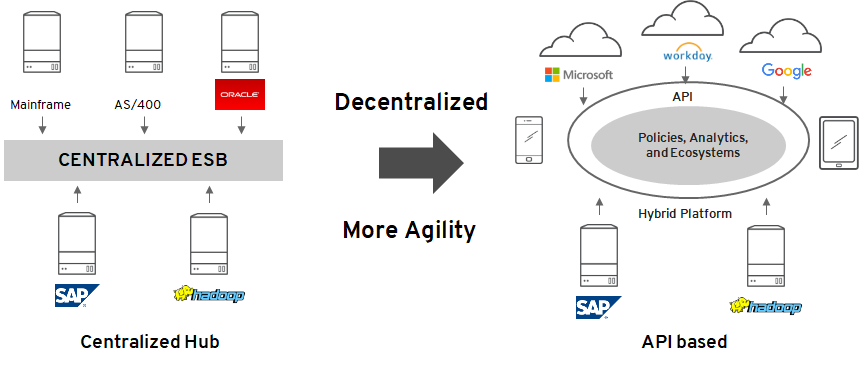 Mainframe
AS/400
ORACLE
CENTRALIZED ESB
SAP
hadoop
Centralized Hub
Decentralized
More Agility
Microsoft
workday.
Google
API
Policies, Analytics,
and Ecosystems
Hybrid Platform
SAP
hadoop
API based